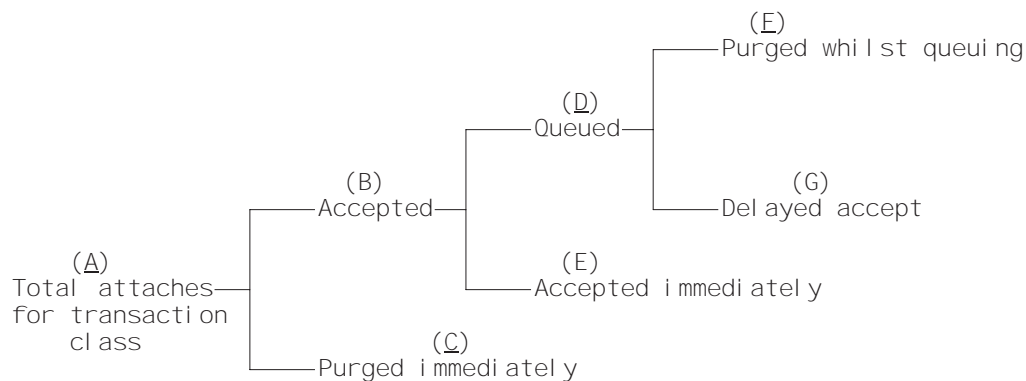 (F)
Purged whilst queuing
(D)
Queued
(B)
Accepted
(G)
Delayed accept
(A)
Total attaches
for transaction
class
(E)
Accepted immediately
(C)
Purged immediately